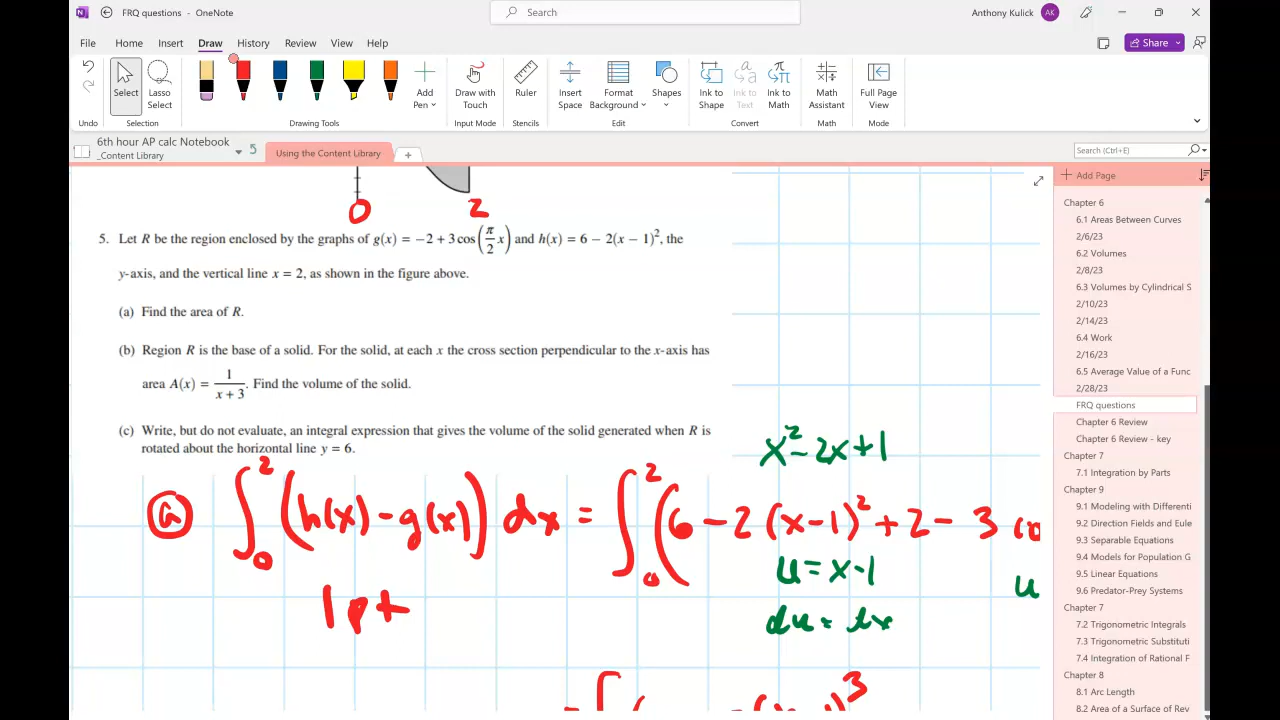 FRQ questions - OneNote
Search
Anthony Kulick AK
File Home Insert Draw History Review View Help
Share
Select
Lasso Select
Add Pen
Draw with Touch
Ruler
Insert Space
Format Background
Shapes
Ink to Shape
Ink to Text
Ink to Math
Math Assistant
Full Page View
Undo Selection Drawing Tools Input Mode Stencils Edit Convert Math Mode
6th hour AP calc Notebook
_Content Library
5
Using the Content Library
+
Search (Ctrl+E)
Add Page
0 2
5. Let R be the region enclosed by the graphs of g(x) = −2 + 3 cos(π/2 x) and h(x) = 6 − 2(x − 1)², the
y-axis, and the vertical line x = 2, as shown in the figure above.
(a) Find the area of R.
(b) Region R is the base of a solid. For the solid, at each x the cross section perpendicular to the x-axis has
area A(x) = 1/(x + 3). Find the volume of the solid.
(c) Write, but do not evaluate, an integral expression that gives the volume of the solid generated when R is
rotated about the horizontal line y = 6.
x² - 2x + 1
(a) ∫₀² (h(x) - g(x)) dx = ∫₀² (6 - 2(x-1)² + 2 - 3 co
u = x-1
u
1 pt
du = dx
3
Chapter 6
6.1 Areas Between Curves
2/6/23
6.2 Volumes
2/8/23
6.3 Volumes by Cylindrical S
2/10/23
2/14/23
6.4 Work
2/16/23
6.5 Average Value of a Func
2/28/23
FRQ questions
Chapter 6 Review
Chapter 6 Review - key
Chapter 7
7.1 Integration by Parts
Chapter 9
9.1 Modeling with Differenti
9.2 Direction Fields and Eule
9.3 Separable Equations
9.4 Models for Population G
9.5 Linear Equations
9.6 Predator-Prey Systems
Chapter 7
7.2 Trigonometric Integrals
7.3 Trigonometric Substituti
7.4 Integration of Rational F
Chapter 8
8.1 Arc Length
8.2 Area of a Surface of Rev